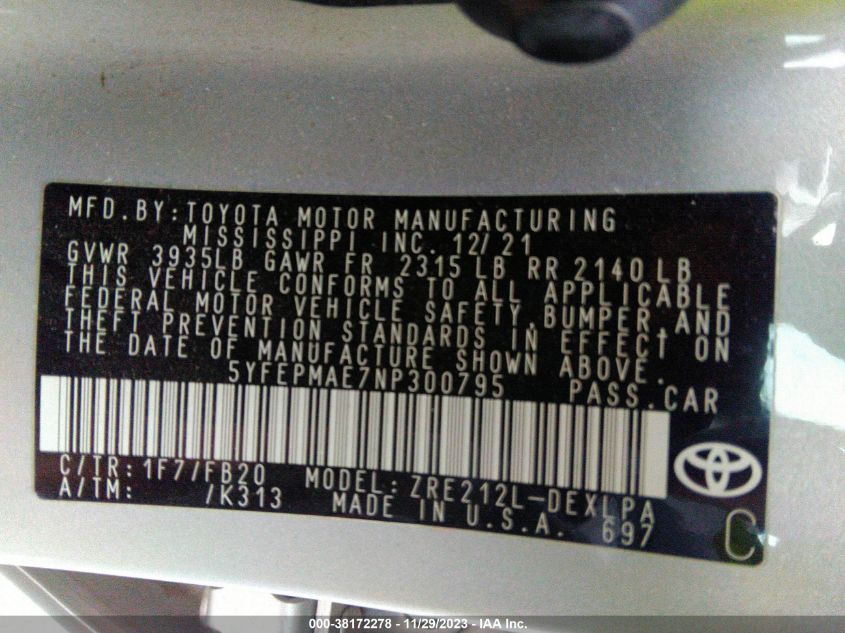 MFD.BY:TOYOTA MOTOR MANUFACTURING
MISSISSIPPI INC. 12/21
GVWR 3935LB GAWR FR 2315 LB RR 2140 LB
THIS VEHICLE CONFORMS TO ALL APPLICABLE
FEDERAL MOTOR VEHICLE SAFETY,BUMPER,AND
THEFT PREVENTION STANDARDS IN EFFECT ON
THE DATE OF MANUFACTURE SHOWN ABOVE.
5YFEPMAE7NP300795 PASS.CAR
C/TR:1F7/FB20 MODEL:ZRE212L-DEXLPA
A/TM: /K313 MADE IN U.S.A. 697
C
000-38172278 - 11/29/2023 - IAA Inc.